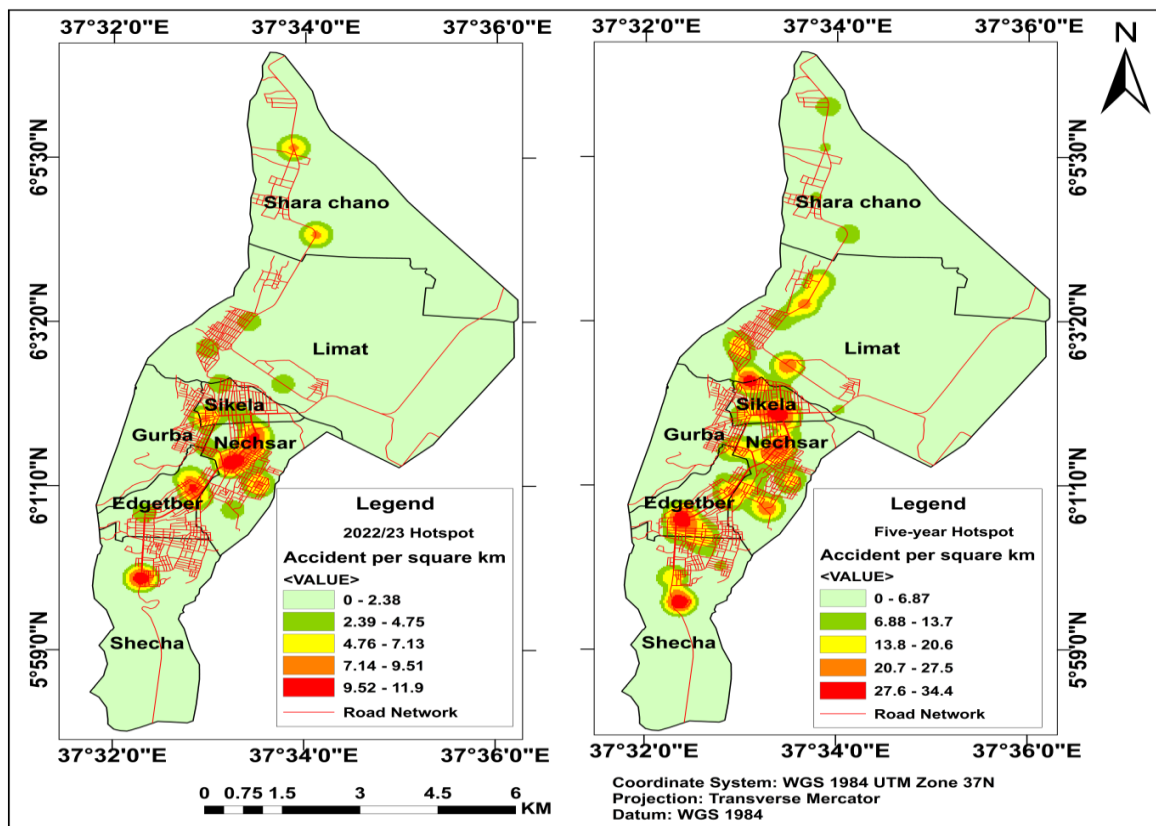 37°32'0"E 37°34'0"E 37°36'0"E 37°32'0"E 37°34'0"E 37°36'0"E
N
6°5'30"N
6°3'20"N
6°1'10"N
5°59'0"N
Shara chano
Limat
Sikela
Gurba
Nechsar
Edgetber
Shecha
Legend
2022/23 Hotspot
Accident per square km
<VALUE>
0 - 2.38
2.39 - 4.75
4.76 - 7.13
7.14 - 9.51
9.52 - 11.9
Road Network
Shara chano
Limat
Sikela
Gurba
Nechsar
Edgetber
Shecha
Legend
Five-year Hotspot
Accident per square km
<VALUE>
0 - 6.87
6.88 - 13.7
13.8 - 20.6
20.7 - 27.5
27.6 - 34.4
Road Network
6°5'30"N
6°3'20"N
6°1'10"N
5°59'0"N
37°32'0"E 37°34'0"E 37°36'0"E 37°32'0"E 37°34'0"E 37°36'0"E
0 0.75 1.5 3 4.5 6
KM
Coordinate System: WGS 1984 UTM Zone 37N
Projection: Transverse Mercator
Datum: WGS 1984